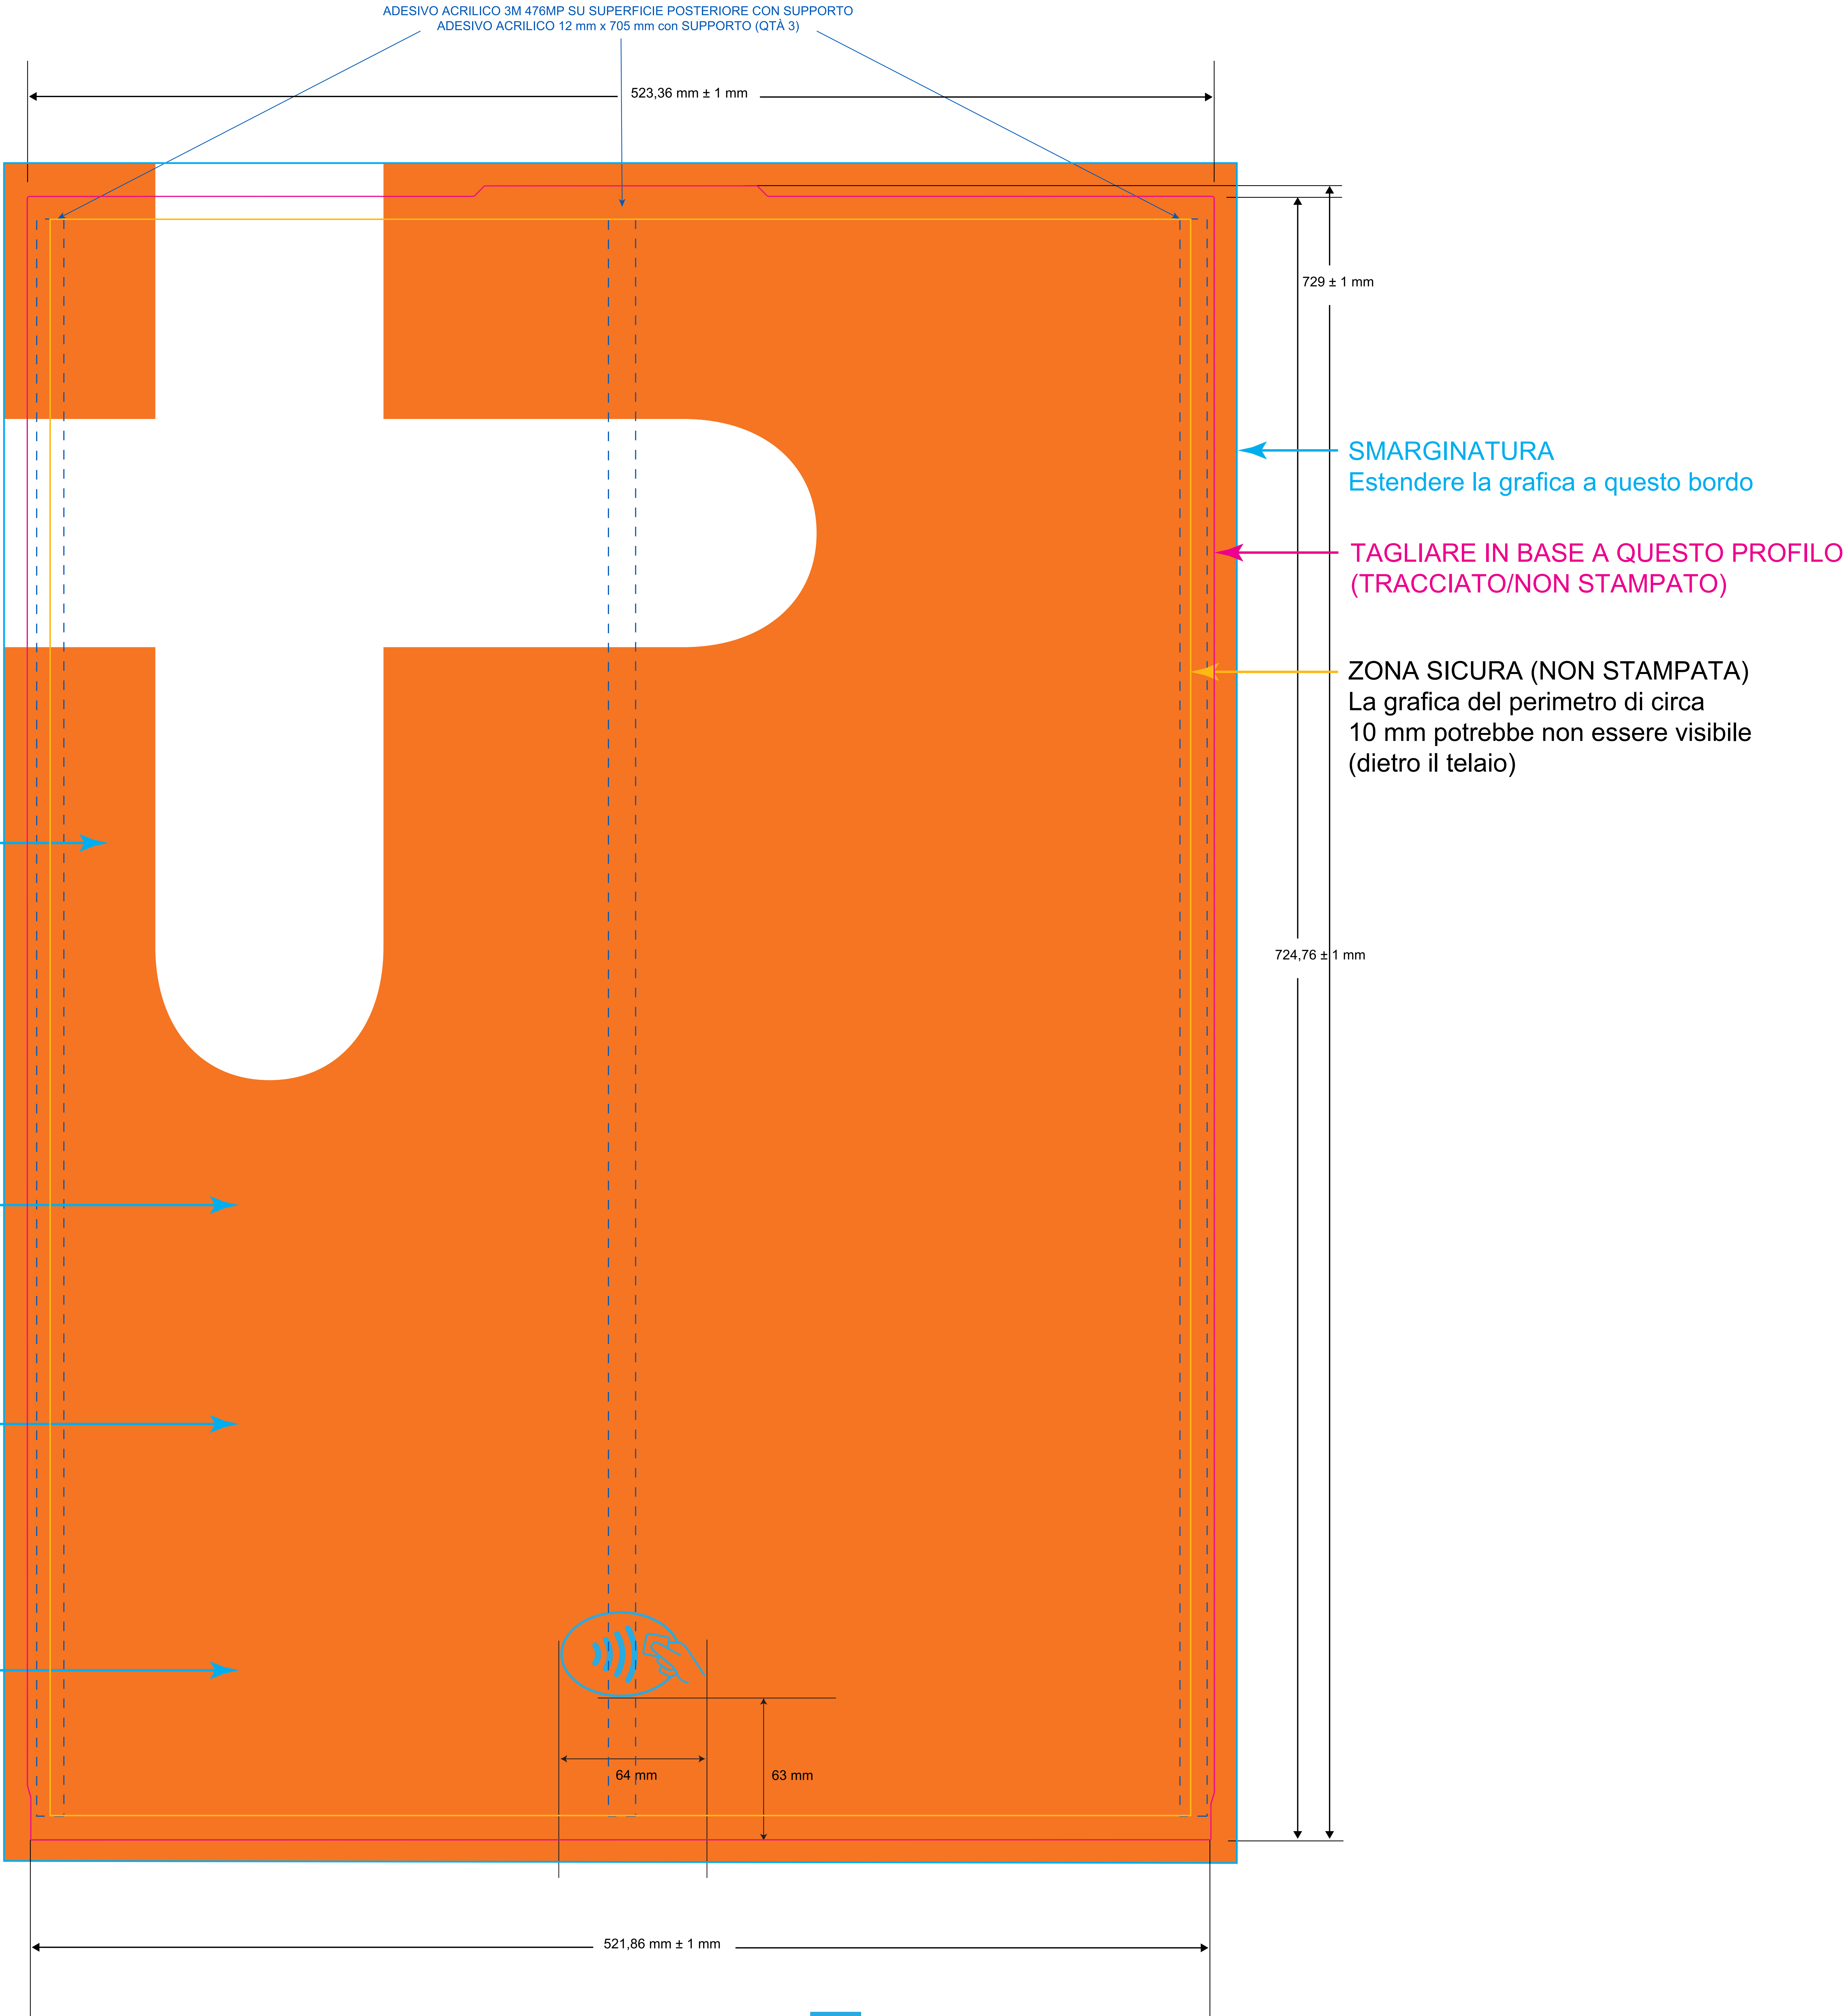 ADESIVO ACRILICO 3M 476MP SU SUPERFICIE POSTERIORE CON SUPPORTO
ADESIVO ACRILICO 12 mm x 705 mm con SUPPORTO (QTÀ 3)
523,36 mm ± 1 mm
729 ± 1 mm
SMARGINATURA
Estendere la grafica a questo bordo
TAGLIARE IN BASE A QUESTO PROFILO
(TRACCIATO/NON STAMPATO)
ZONA SICURA (NON STAMPATA)
La grafica del perimetro di circa
10 mm potrebbe non essere visibile
(dietro il telaio)
724,76 ± 1 mm
64 mm
63 mm
521,86 mm ± 1 mm